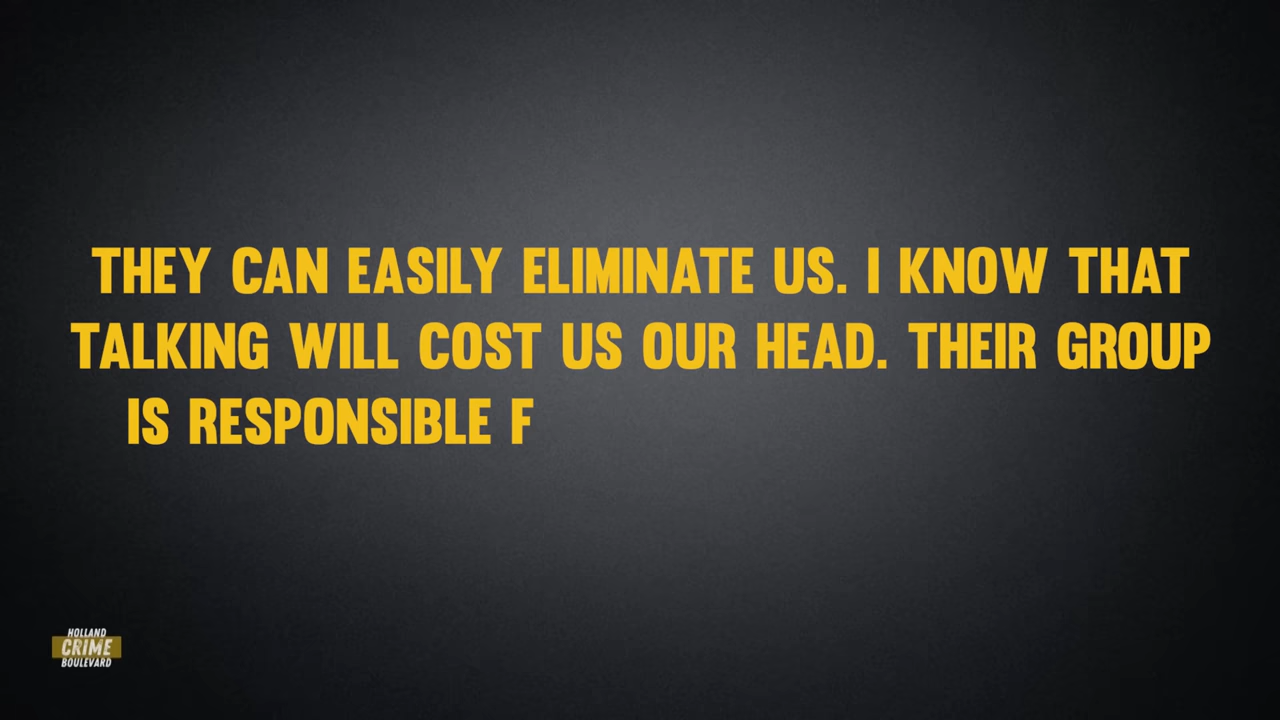 THEY CAN EASILY ELIMINATE US. I KNOW THAT
TALKING WILL COST US OUR HEAD. THEIR GROUP
IS RESPONSIBLE F
HOLLAND
CRIME
BOULEVARD